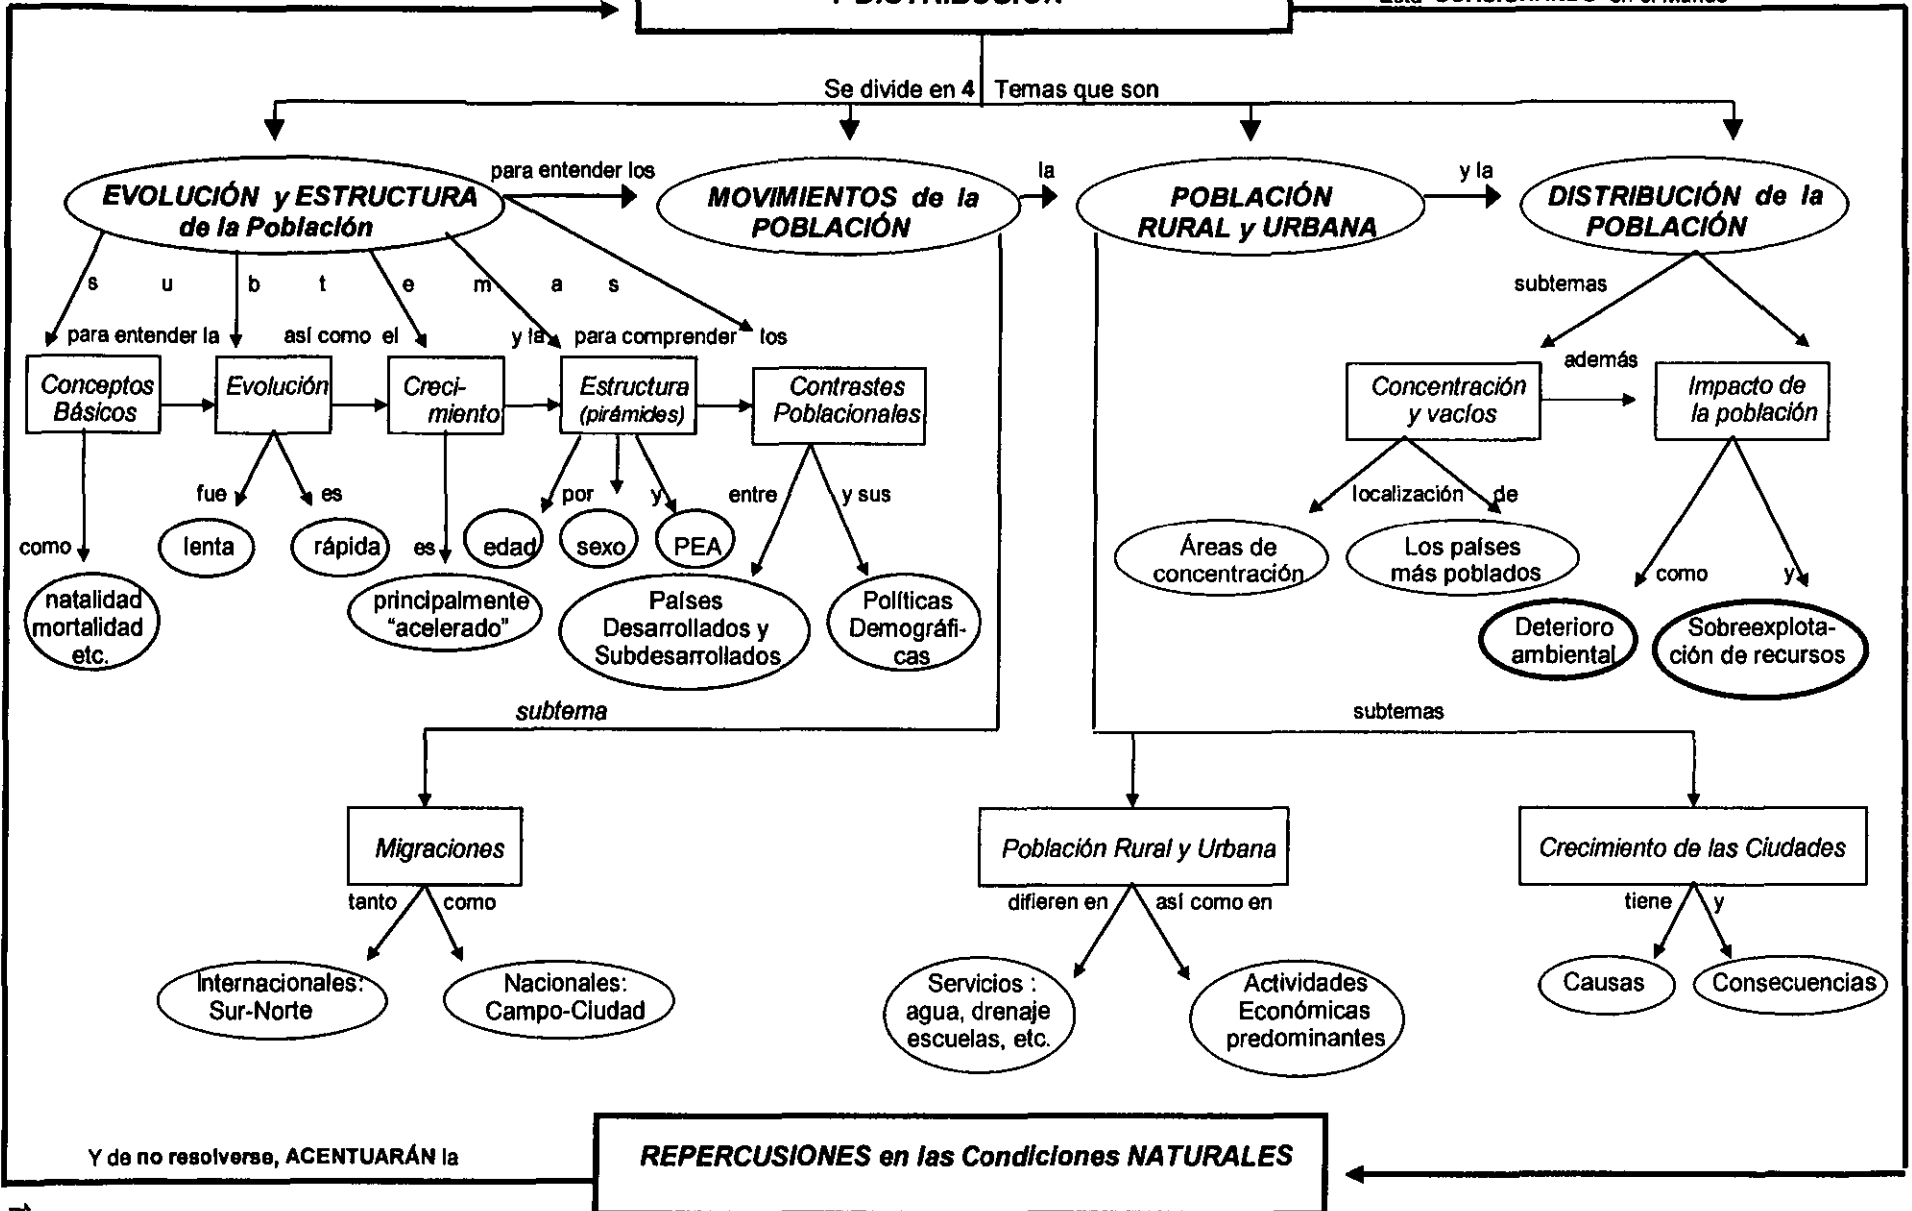 Se divide en 4 Temas que son
EVOLUCIÓN y ESTRUCTURA
de la Población
para entender los
MOVIMIENTOS de la
POBLACIÓN
la
POBLACIÓN
RURAL y URBANA
y la
DISTRIBUCIÓN de la
POBLACIÓN
s u b t e m a s
subtemas
para entender la
así como el
y la
para comprender los
Conceptos
Básicos
Evolución
Creci-
miento
Estructura
(pirámides)
Contrastes
Poblacionales
Concentración
y vacíos
además
Impacto de
la población
fue
es
por
y
entre
y sus
localización de
como
lenta
rápida
es
edad
sexo
PEA
Áreas de
concentración
Los países
más poblados
como
y
natalidad
mortalidad
etc.
principalmente
"acelerado"
Países
Desarrollados y
Subdesarrollados
Políticas
Demográfi-
cas
Deterioro
ambiental
Sobreexplota-
ción de recursos
subtema
subtemas
Migraciones
Población Rural y Urbana
Crecimiento de las Ciudades
tanto
como
difieren en
así como en
tiene
y
Internacionales:
Sur-Norte
Nacionales:
Campo-Ciudad
Servicios :
agua, drenaje
escuelas, etc.
Actividades
Económicas
predominantes
Causas
Consecuencias
Y de no resolverse, ACENTUARÁN la
REPERCUSIONES en las Condiciones NATURALES